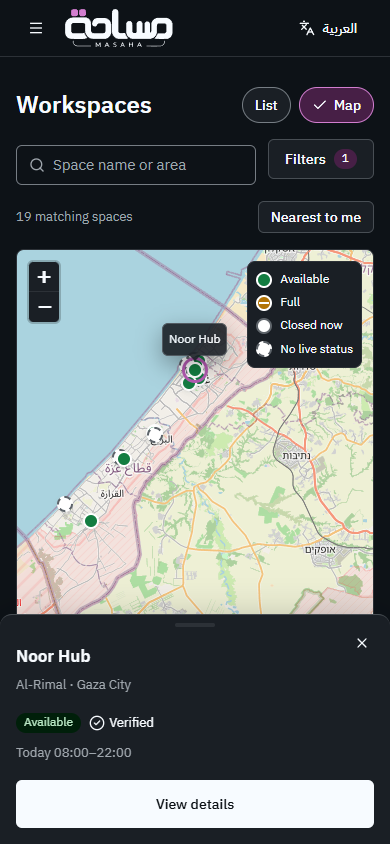 مساحة
MASAHA
العربية
Workspaces
List
Map
Space name or area
Filters 1
19 matching spaces
Nearest to me
+
−
Available
Full
Closed now
No live status
Noor Hub
قطاع غزة
القرارة
נתיבות
אופקים
Noor Hub
Al-Rimal · Gaza City
Available
Verified
Today 08:00–22:00
View details